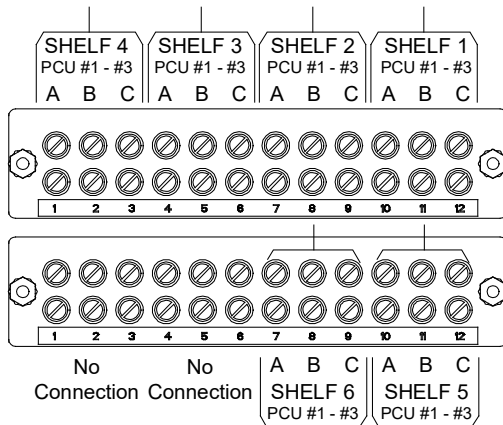 SHELF 4 SHELF 3 SHELF 2 SHELF 1
PCU #1 - #3 PCU #1 - #3 PCU #1 - #3 PCU #1 - #3
A B C A B C A B C A B C
1 2 3 4 5 6 7 8 9 10 11 12
1 2 3 4 5 6 7 8 9 10 11 12
No No A B C A B C
Connection Connection SHELF 6 SHELF 5
PCU #1 - #3 PCU #1 - #3